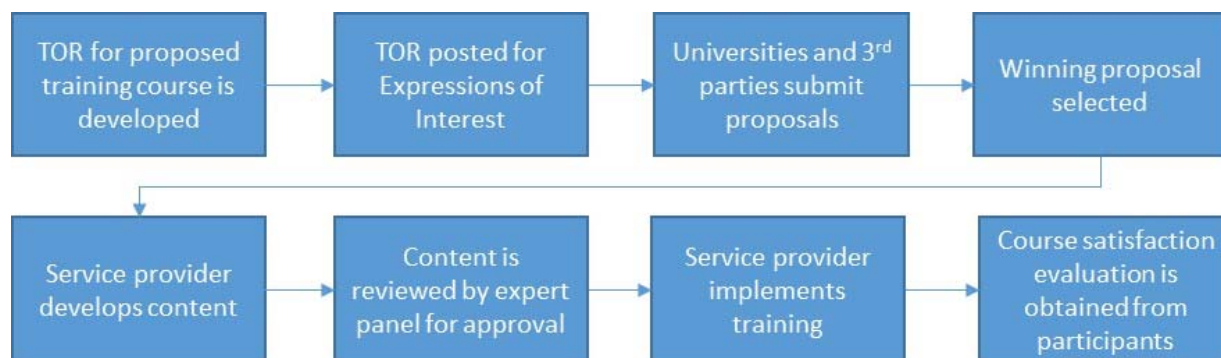 TOR for proposed
training course is
developed
TOR posted for
Expressions of
Interest
Universities and 3rd
parties submit
proposals
Winning proposal
selected
Service provider
develops content
Content is
reviewed by expert
panel for approval
Service provider
implements
training
Course satisfaction
evaluation is
obtained from
participants